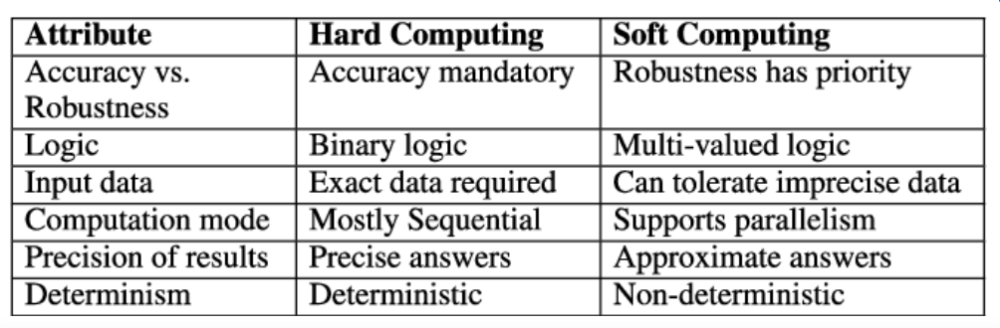 Attribute Hard Computing Soft Computing
Accuracy vs. Accuracy mandatory Robustness has priority
Robustness
Logic Binary logic Multi-valued logic
Input data Exact data required Can tolerate imprecise data
Computation mode Mostly Sequential Supports parallelism
Precision of results Precise answers Approximate answers
Determinism Deterministic Non-deterministic